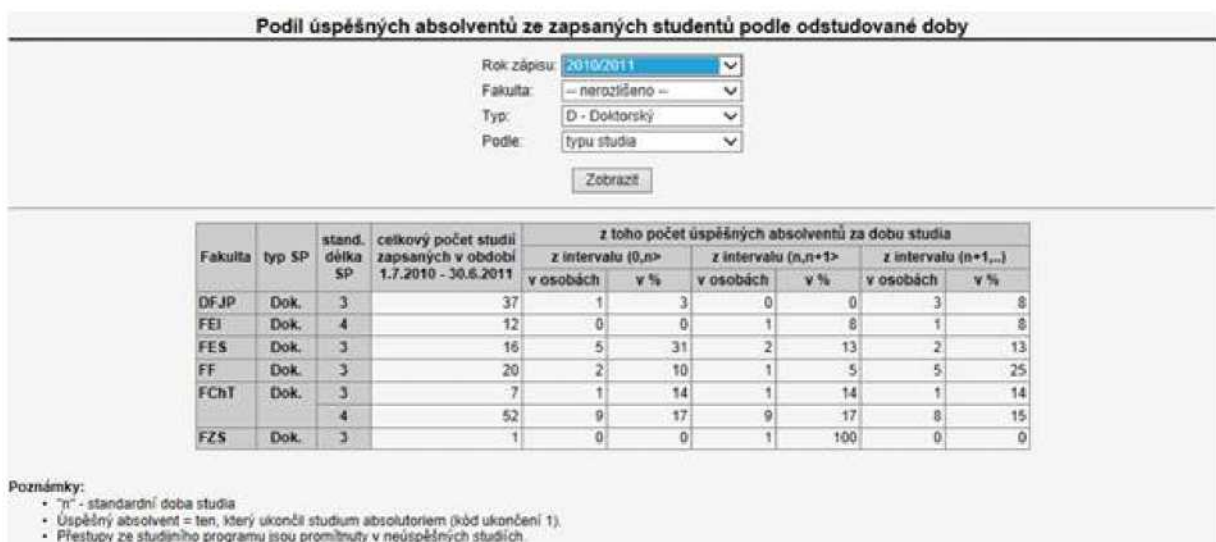 Podíl úspěšných absolventů ze zapsaných studentů podle odstudované doby
Rok zápisu: 2010/2011
Fakulta: -- nerozlišeno --
Typ: D - Doktorský
Podle: typu studia
Zobrazit
Fakulta typ SP stand. délka SP celkový počet studií zapsaných v období 1.7.2010 - 30.6.2011 z toho počet úspěšných absolventů za dobu studia
z intervalu (0,n> z intervalu (n,n+1> z intervalu (n+1,..)
v osobách v % v osobách v % v osobách v %
DFJP Dok. 3 37 1 3 0 0 3 8
FEI Dok. 4 12 0 0 1 8 1 8
FES Dok. 3 16 5 31 2 13 2 13
FF Dok. 3 20 2 10 1 5 5 25
FChT Dok. 3 7 1 14 1 14 1 14
4 52 9 17 9 17 8 15
FZS Dok. 3 1 0 0 1 100 0 0
Poznámky:
• "n" - standardní doba studia
• Úspěšný absolvent = ten, který ukončil studium absolutoriem (kód ukončení 1).
• Přestupy ze studijního programu jsou promítnuty v neúspěšných studiích.